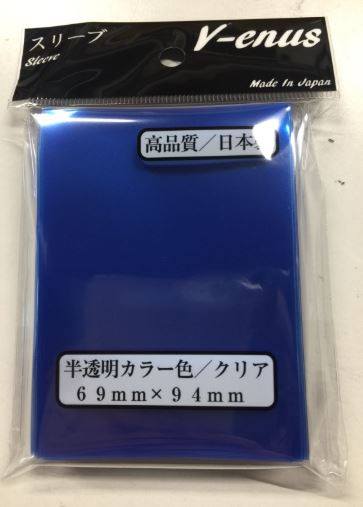 スリーブ
Sleeve
V-enus
Made In Japan
高品質／日本
半透明カラー色／クリア
６９ｍｍ×９４ｍｍ